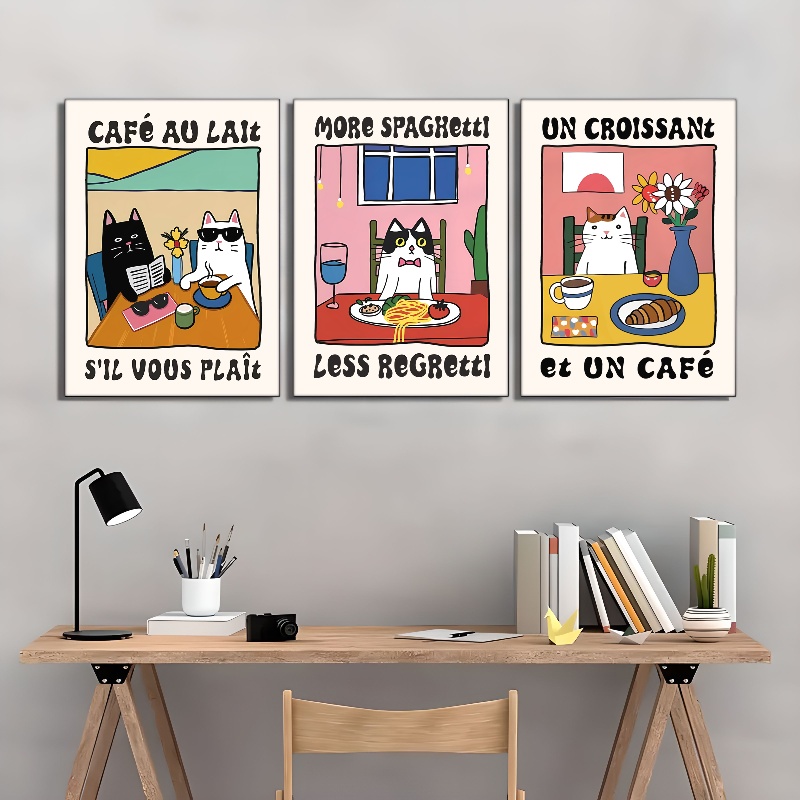 CAFé AU LAIt
S'IL VOUS PLAÎt
MORe SPAGHettI
LeSS ReGRettI
UN CROISSANt
et UN CAFé